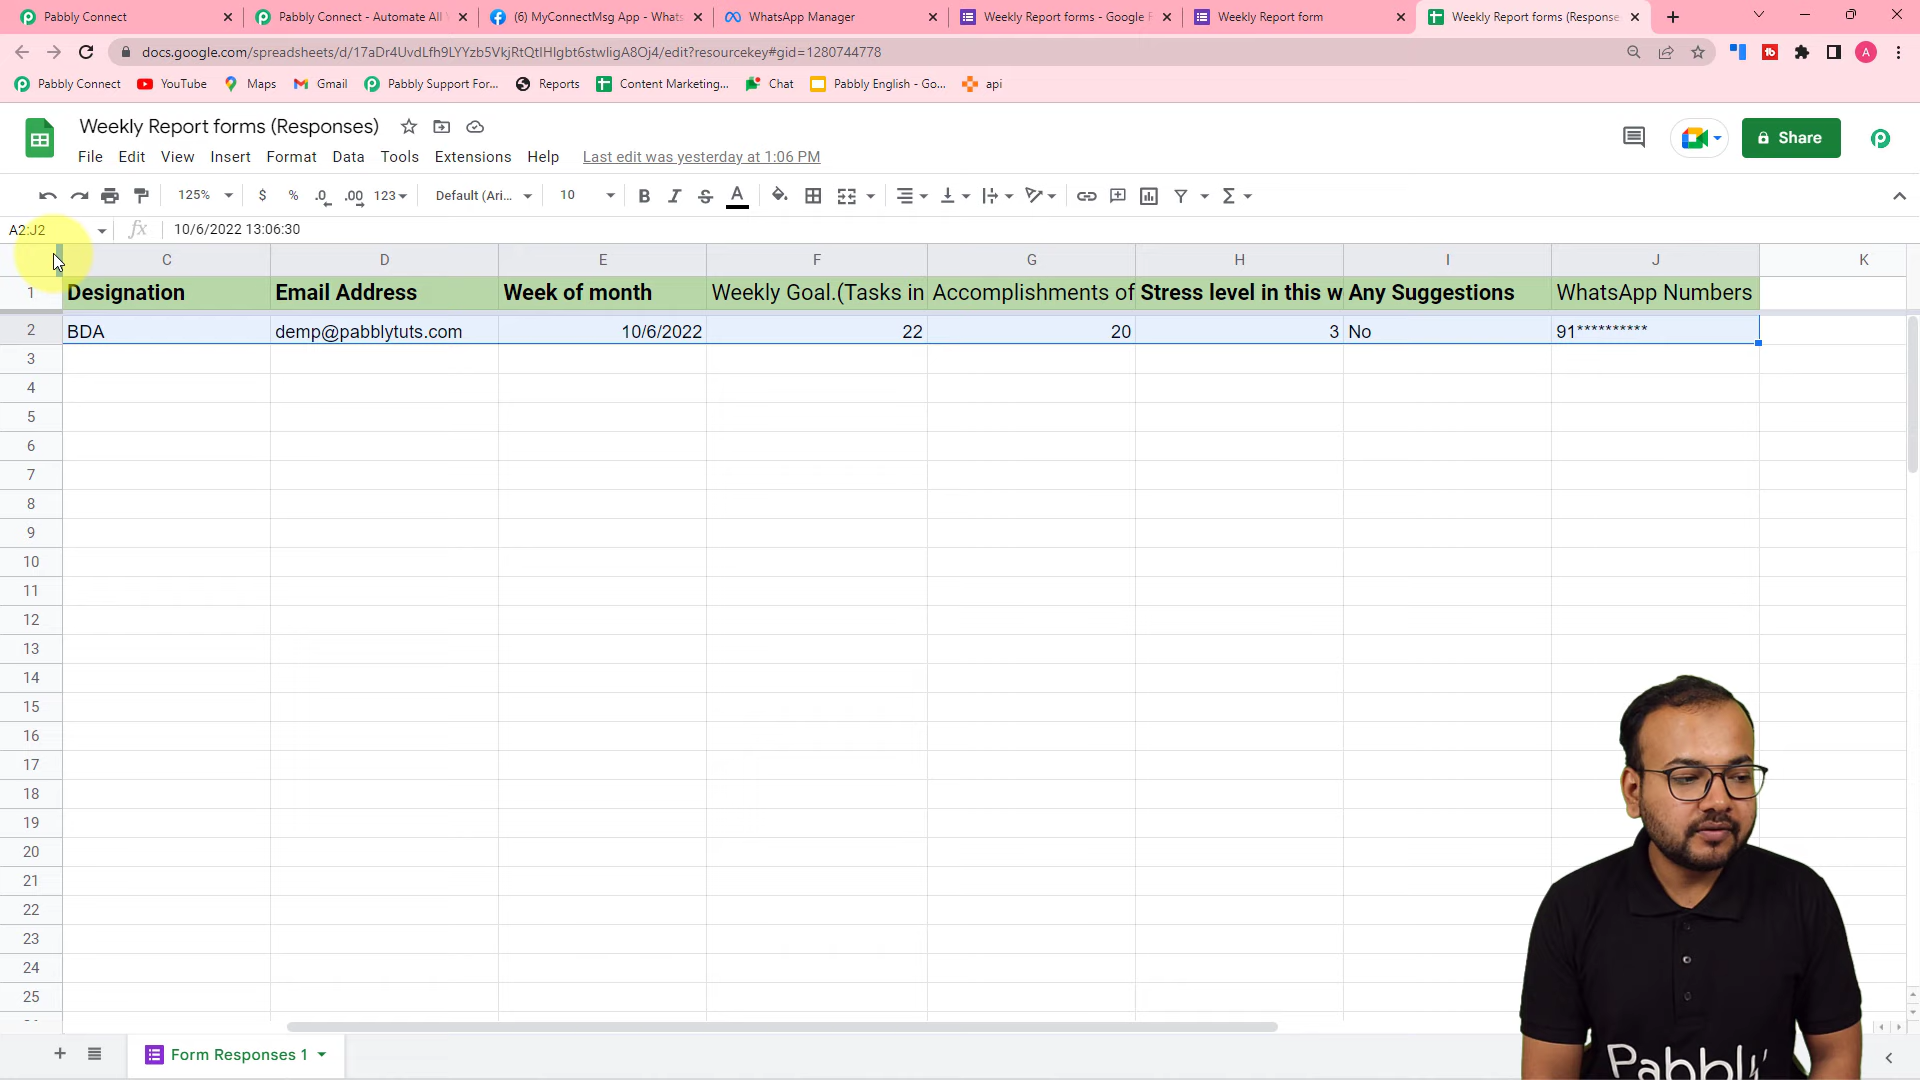 Pabbly Connect
Pabbly Connect - Automate All
(6) MyConnectMsg App - Whats
WhatsApp Manager
Weekly Report forms - Google F
Weekly Report form
Weekly Report forms (Response
docs.google.com/spreadsheets/d/17aDr4UvdLfh9LYYzb5VkjRtQtIHIgbt6stwIigA8Oj4/edit?resourcekey#gid=1280744778
A
Pabbly Connect
YouTube
Maps
Gmail
Pabbly Support For...
Reports
Content Marketing...
Chat
Pabbly English - Go...
api
Weekly Report forms (Responses)
File Edit View Insert Format Data Tools Extensions Help Last edit was yesterday at 1:06 PM
Share
125% $ % .0 .00 123 Default (Ari... 10 B I S A Σ
A2:J2 fx 10/6/2022 13:06:30
C D E F G H I J K
1 Designation Email Address Week of month Weekly Goal.(Tasks in Accomplishments of Stress level in this w Any Suggestions WhatsApp Numbers
2 BDA demp@pabblytuts.com 10/6/2022 22 20 3 No 91**********
3
4
5
6
7
8
9
10
11
12
13
14
15
16
17
18
19
20
21
22
23
24
25
Form Responses 1
Pabbly